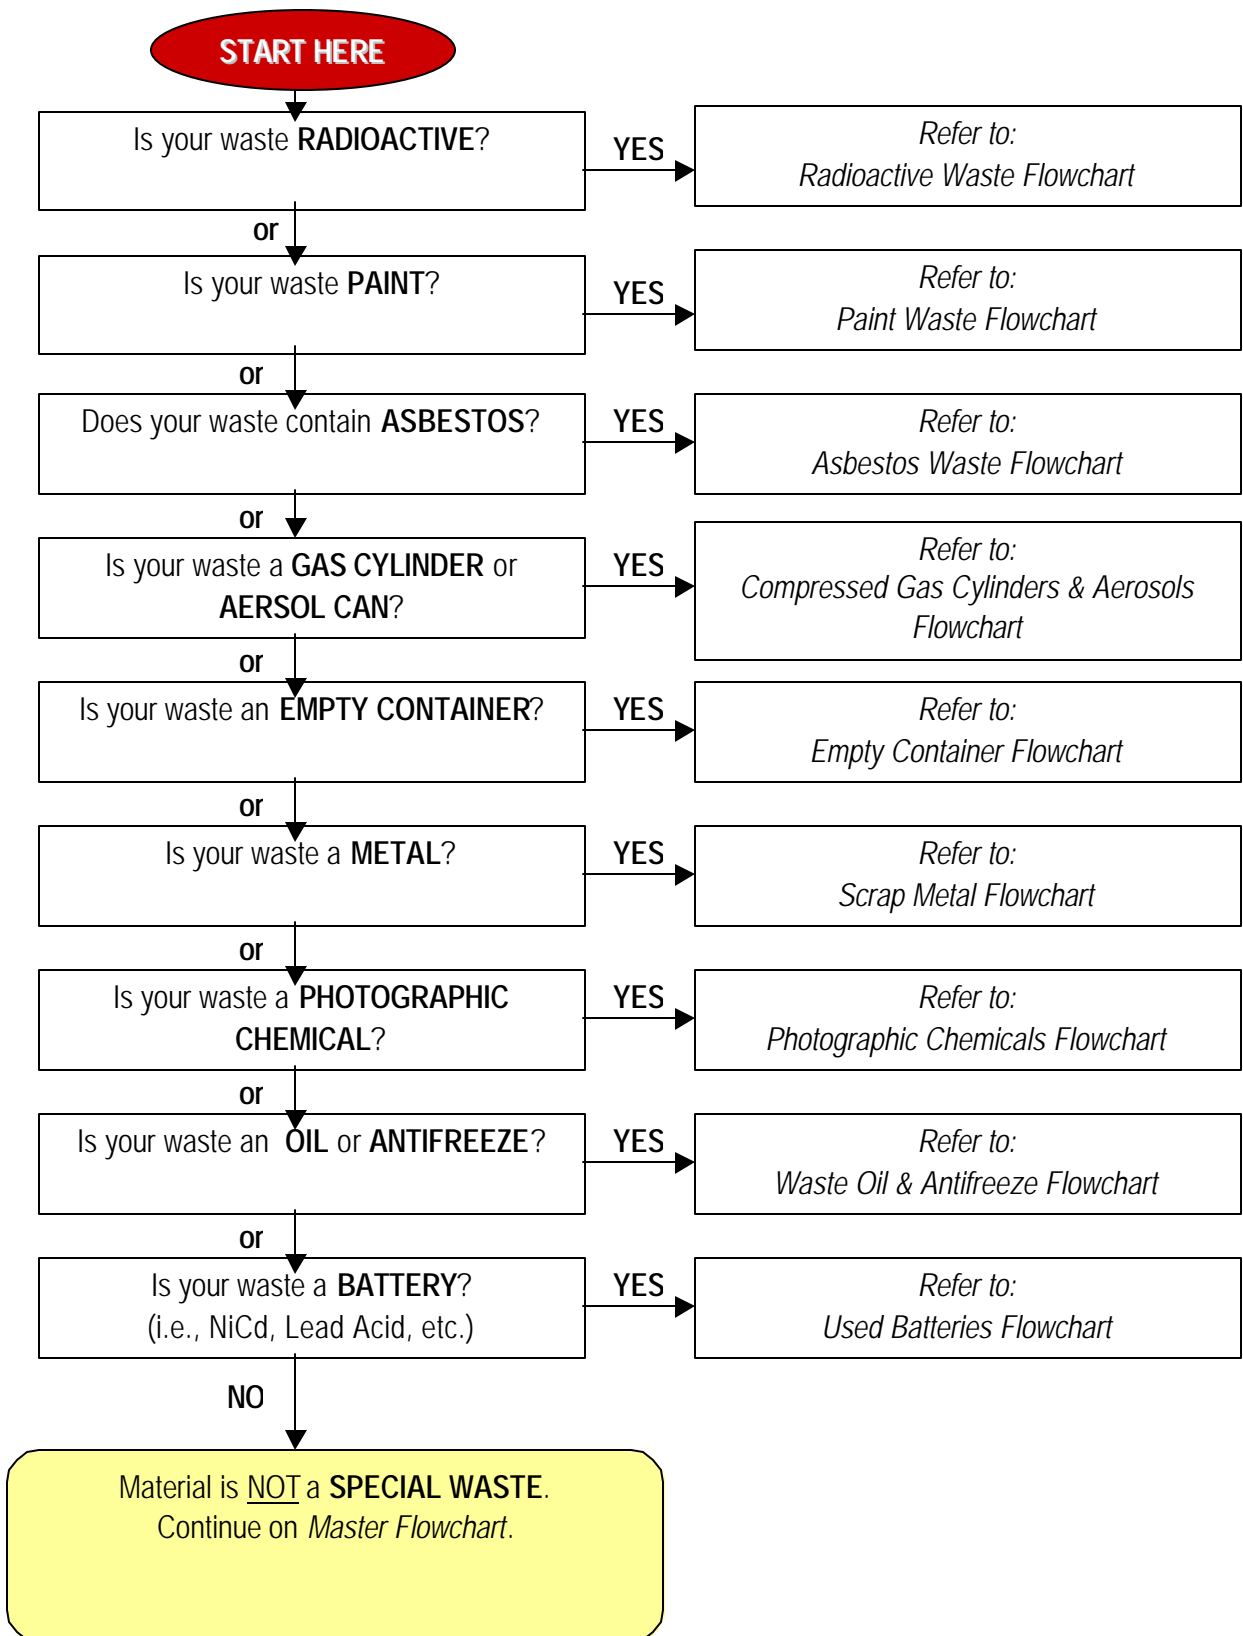 START HERE
Is your waste RADIOACTIVE?
YES
Refer to:
Radioactive Waste Flowchart
or
Is your waste PAINT?
YES
Refer to:
Paint Waste Flowchart
or
Does your waste contain ASBESTOS?
YES
Refer to:
Asbestos Waste Flowchart
or
Is your waste a GAS CYLINDER or
AERSOL CAN?
YES
Refer to:
Compressed Gas Cylinders & Aerosols
Flowchart
or
Is your waste an EMPTY CONTAINER?
YES
Refer to:
Empty Container Flowchart
or
Is your waste a METAL?
YES
Refer to:
Scrap Metal Flowchart
or
Is your waste a PHOTOGRAPHIC
CHEMICAL?
YES
Refer to:
Photographic Chemicals Flowchart
or
Is your waste an OIL or ANTIFREEZE?
YES
Refer to:
Waste Oil & Antifreeze Flowchart
or
Is your waste a BATTERY?
(i.e., NiCd, Lead Acid, etc.)
YES
Refer to:
Used Batteries Flowchart
NO
Material is NOT a SPECIAL WASTE.
Continue on Master Flowchart.